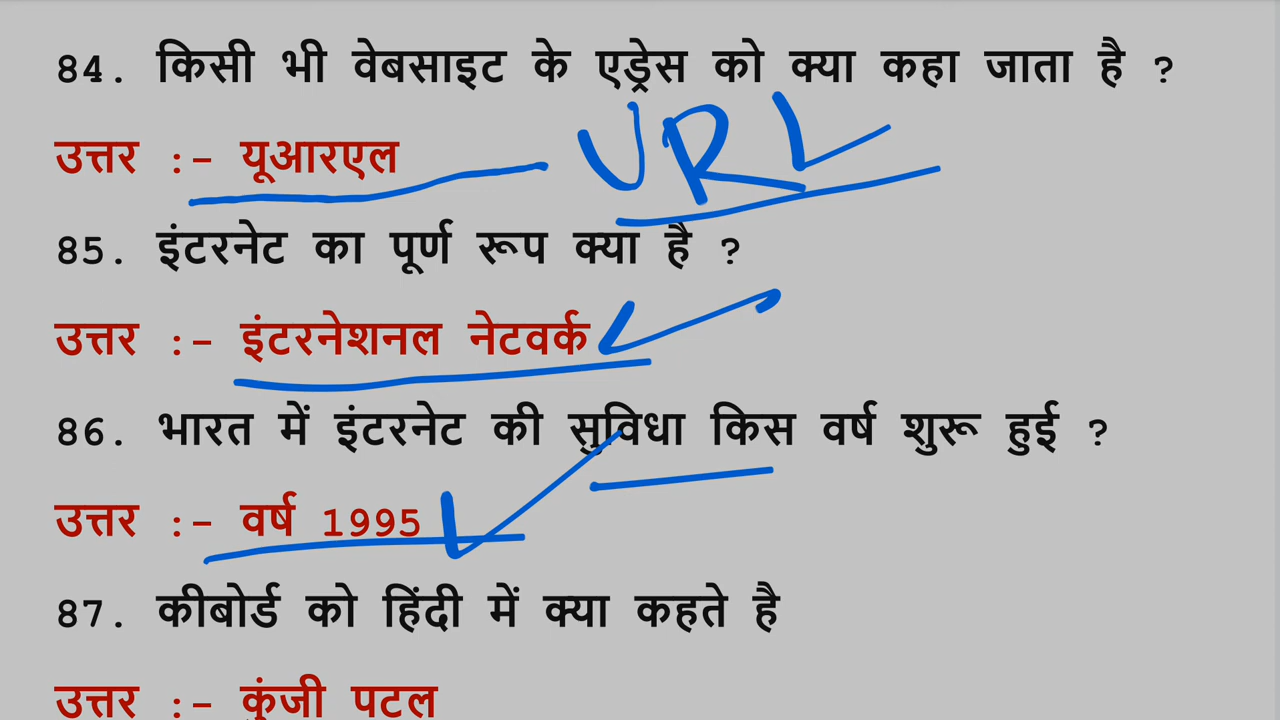 84. किसी भी वेबसाइट के एड्रेस को क्या कहा जाता है ?
उत्तर :- यूआरएल URL
85. इंटरनेट का पूर्ण रूप क्या है ?
उत्तर :- इंटरनेशनल नेटवर्क
86. भारत में इंटरनेट की सुविधा किस वर्ष शुरू हुई ?
उत्तर :- वर्ष 1995
87. कीबोर्ड को हिंदी में क्या कहते है
उत्तर :- कुंजी पटल